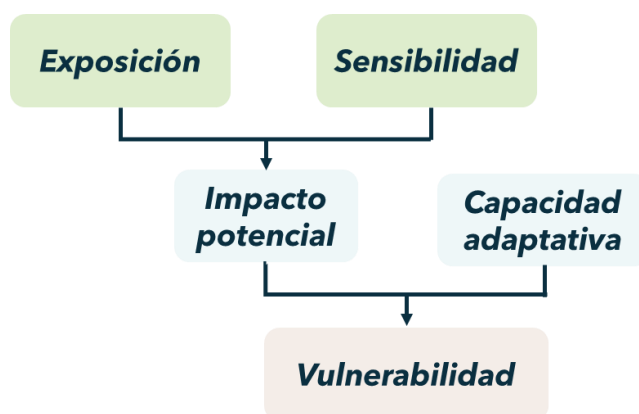 Exposición
Sensibilidad
Impacto
potencial
Capacidad
adaptativa
Vulnerabilidad